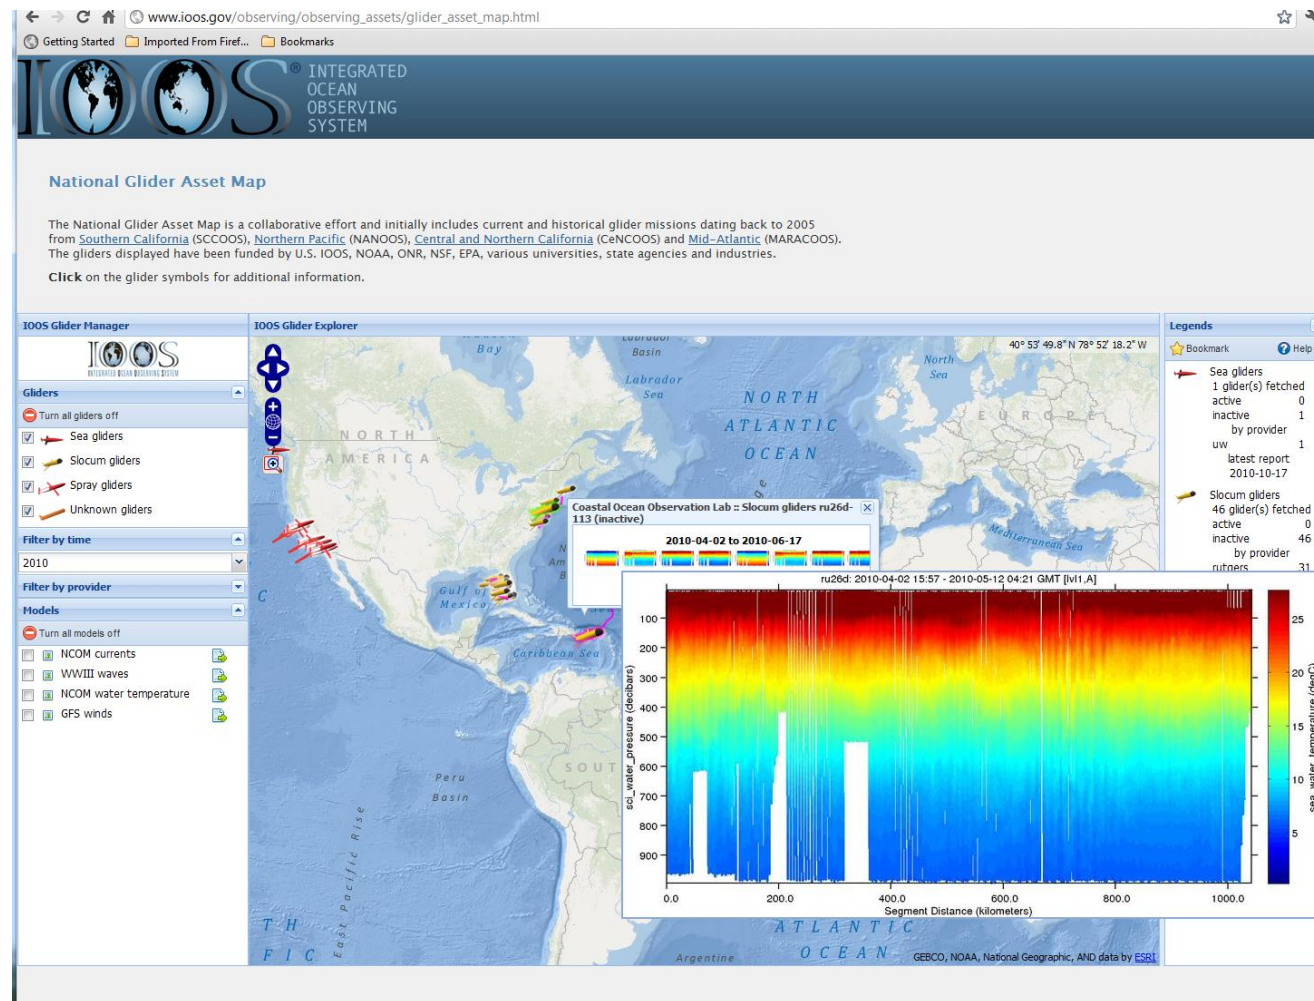 www.ioos.gov/observing/observing_assets/glider_asset_map.html
Getting Started Imported From Firef... Bookmarks
IOOS® INTEGRATED
OCEAN
OBSERVING
SYSTEM
National Glider Asset Map
The National Glider Asset Map is a collaborative effort and initially includes current and historical glider missions dating back to 2005
from Southern California (SCCOOS), Northern Pacific (NANOOS), Central and Northern California (CeNCOOS) and Mid-Atlantic (MARACOOS).
The gliders displayed have been funded by U.S. IOOS, NOAA, ONR, NSF, EPA, various universities, state agencies and industries.
Click on the glider symbols for additional information.
IOOS Glider Manager
IOOS
INTEGRATED OCEAN OBSERVING SYSTEM
Gliders
Turn all gliders off
Sea gliders
Slocum gliders
Spray gliders
Unknown gliders
Filter by time
2010
Filter by provider
Models
Turn all models off
NCOM currents
WWIII waves
NCOM water temperature
GFS winds
IOOS Glider Explorer
40° 53' 49.8" N 78° 52' 18.2" W
Bay
Labrador
Basin
Labrador
Sea
North
Sea
NORTH
ATLANTIC
OCEAN
EUROPE
NORTH
AMERICA
Mediterranean Sea
Gulf of
Mexico
Caribbean Sea
C
SOUT
Peru
Basin
East Pacific Rise
TH
FIC
ATLANTIC
OCEAN
Argentine
GEBCO, NOAA, National Geographic, AND data by ESRI
Coastal Ocean Observation Lab :: Slocum gliders ru26d-
113 (inactive)
2010-04-02 to 2010-06-17
ru26d: 2010-04-02 15:57 - 2010-05-12 04:21 GMT [lvl1,A]
sci_water_pressure (decibars)
100
200
300
400
500
600
700
800
900
0.0 200.0 400.0 600.0 800.0 1000.0
Segment Distance (kilometers)
25
20
15
10
5
sea_water_temperature (degC)
Legends
Bookmark Help
Sea gliders
1 glider(s) fetched
active 0
inactive 1
by provider
uw 1
latest report
2010-10-17
Slocum gliders
46 glider(s) fetched
active 0
inactive 46
by provider
rutgers 31